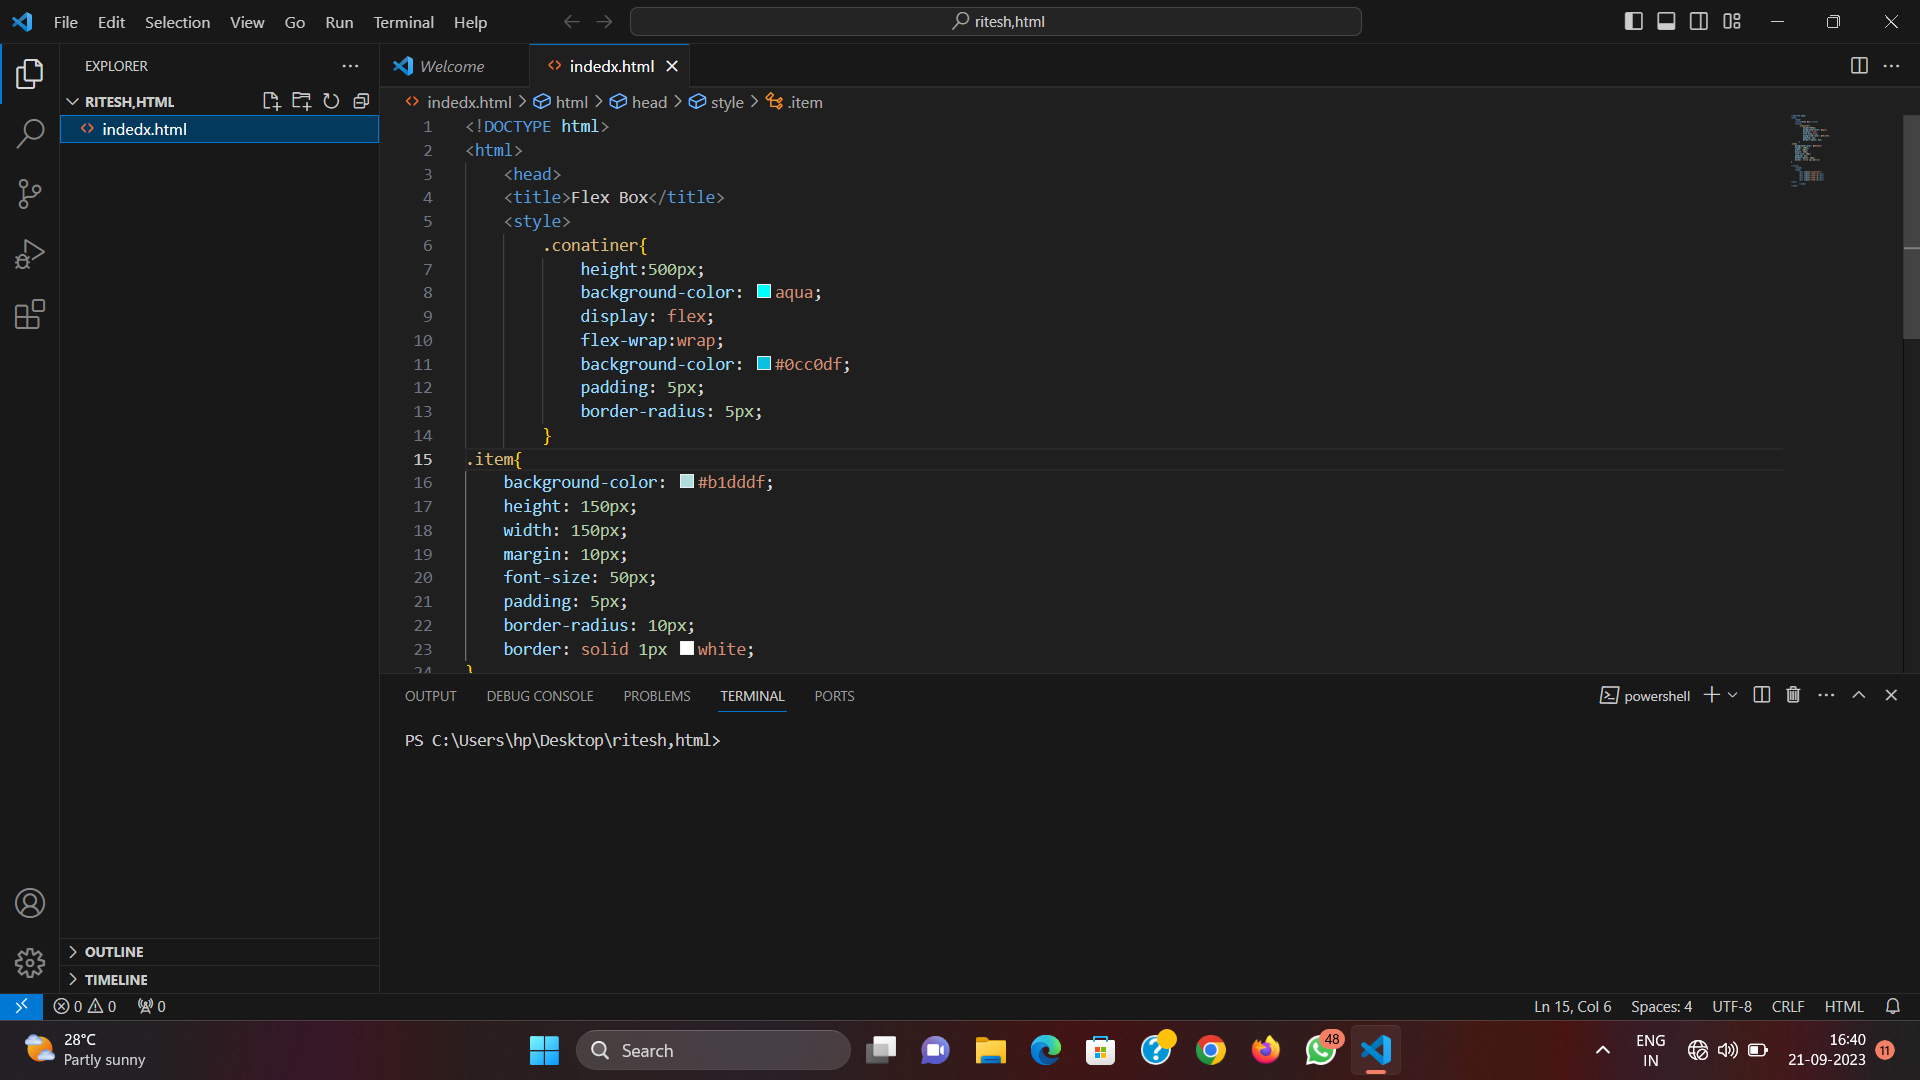 File Edit Selection View Go Run Terminal Help
ritesh,html
EXPLORER
Welcome
indedx.html
RITESH,HTML
indedx.html
indedx.html > html > head > style > .item
1 <!DOCTYPE html>
2 <html>
3 <head>
4 <title>Flex Box</title>
5 <style>
6 .conatiner{
7 height:500px;
8 background-color: aqua;
9 display: flex;
10 flex-wrap:wrap;
11 background-color: #0cc0df;
12 padding: 5px;
13 border-radius: 5px;
14 }
15 .item{
16 background-color: #b1dddf;
17 height: 150px;
18 width: 150px;
19 margin: 10px;
20 font-size: 50px;
21 padding: 5px;
22 border-radius: 10px;
23 border: solid 1px white;
24 }
OUTPUT DEBUG CONSOLE PROBLEMS TERMINAL PORTS
powershell
PS C:\Users\hp\Desktop\ritesh,html>
OUTLINE
TIMELINE
0 0 0
Ln 15, Col 6 Spaces: 4 UTF-8 CRLF HTML
28°C
Partly sunny
Search
48
ENG
IN
16:40
21-09-2023
11